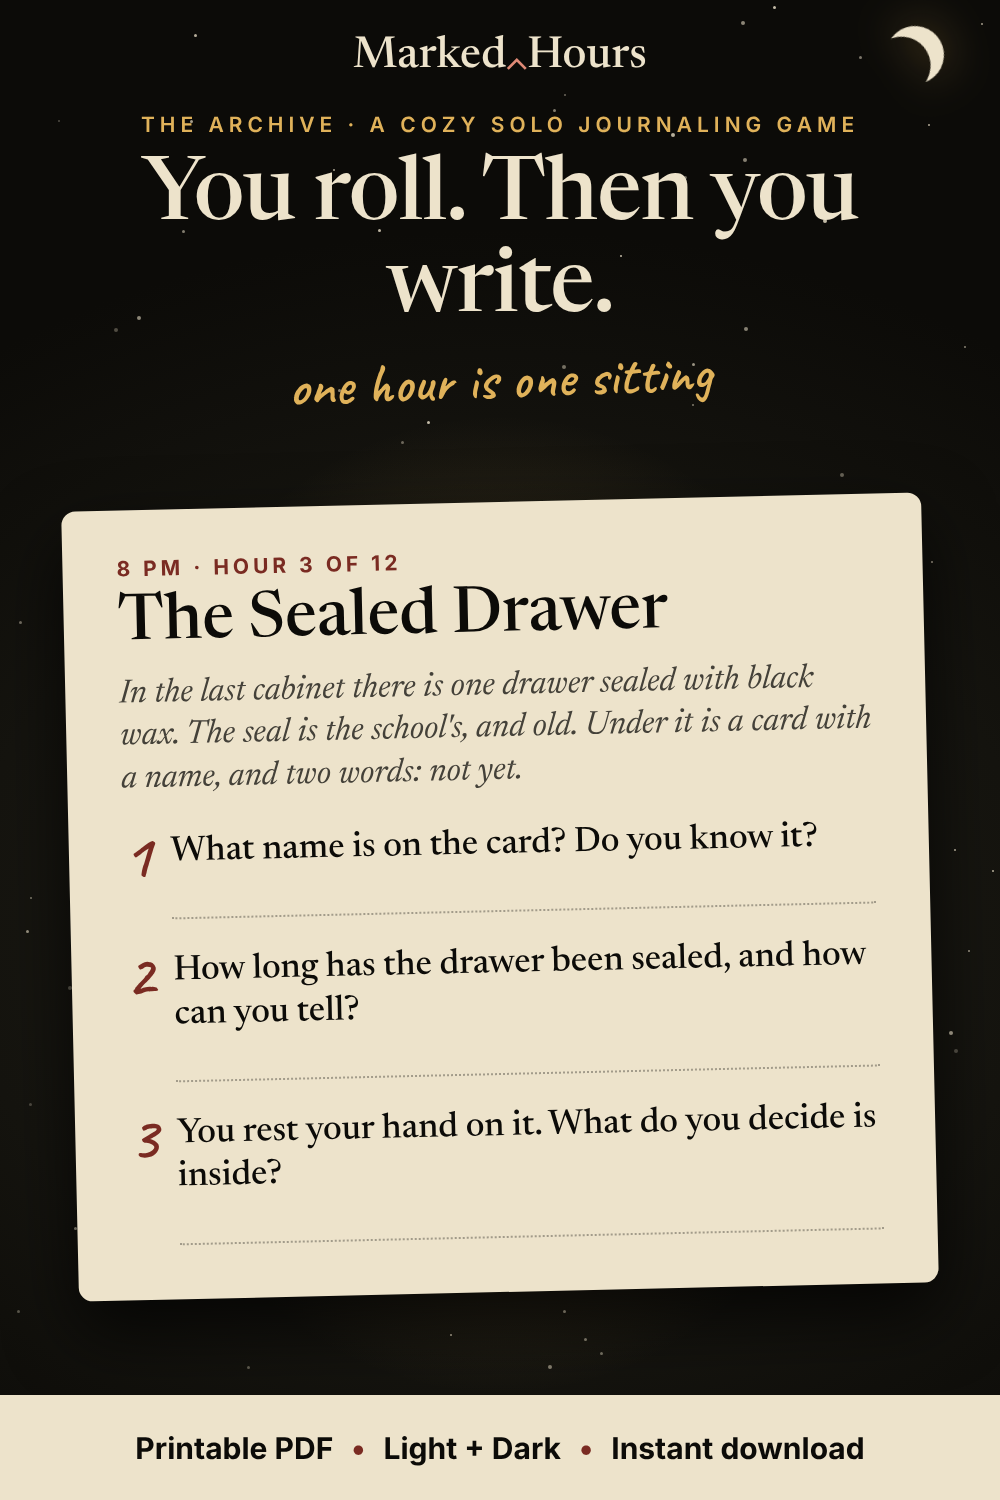 Marked‸Hours
THE ARCHIVE · A COZY SOLO JOURNALING GAME
You roll. Then you
write.
one hour is one sitting
8 PM · HOUR 3 OF 12
The Sealed Drawer
In the last cabinet there is one drawer sealed with black
wax. The seal is the school's, and old. Under it is a card with
a name, and two words: not yet.
1 What name is on the card? Do you know it?
2 How long has the drawer been sealed, and how
can you tell?
3 You rest your hand on it. What do you decide is
inside?
Printable PDF • Light + Dark • Instant download